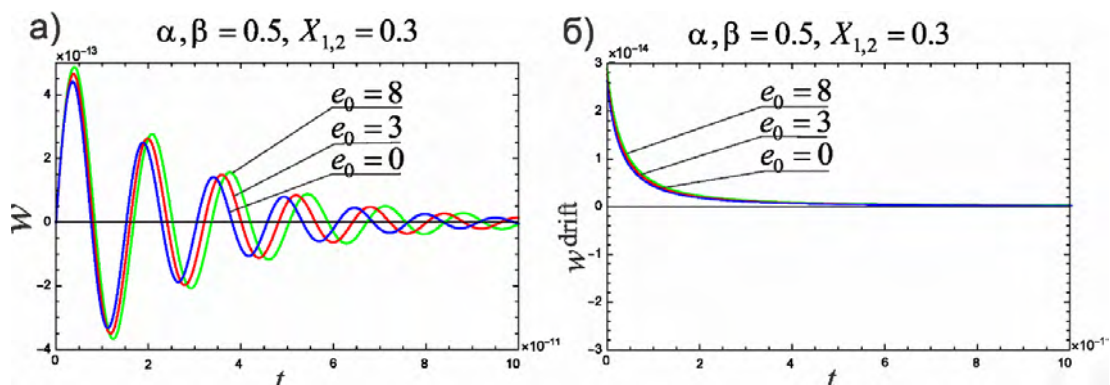 а)
α, β = 0.5, X₁,₂ = 0.3
×10⁻¹³
4
2
0
-2
-4
w
e₀ = 8
e₀ = 3
e₀ = 0
0
2
4
6
8
10
×10⁻¹¹
t
б)
α, β = 0.5, X₁,₂ = 0.3
×10⁻¹⁴
3
2
1
0
-1
-2
-3
w^drift
e₀ = 8
e₀ = 3
e₀ = 0
0
2
4
6
8
10
t